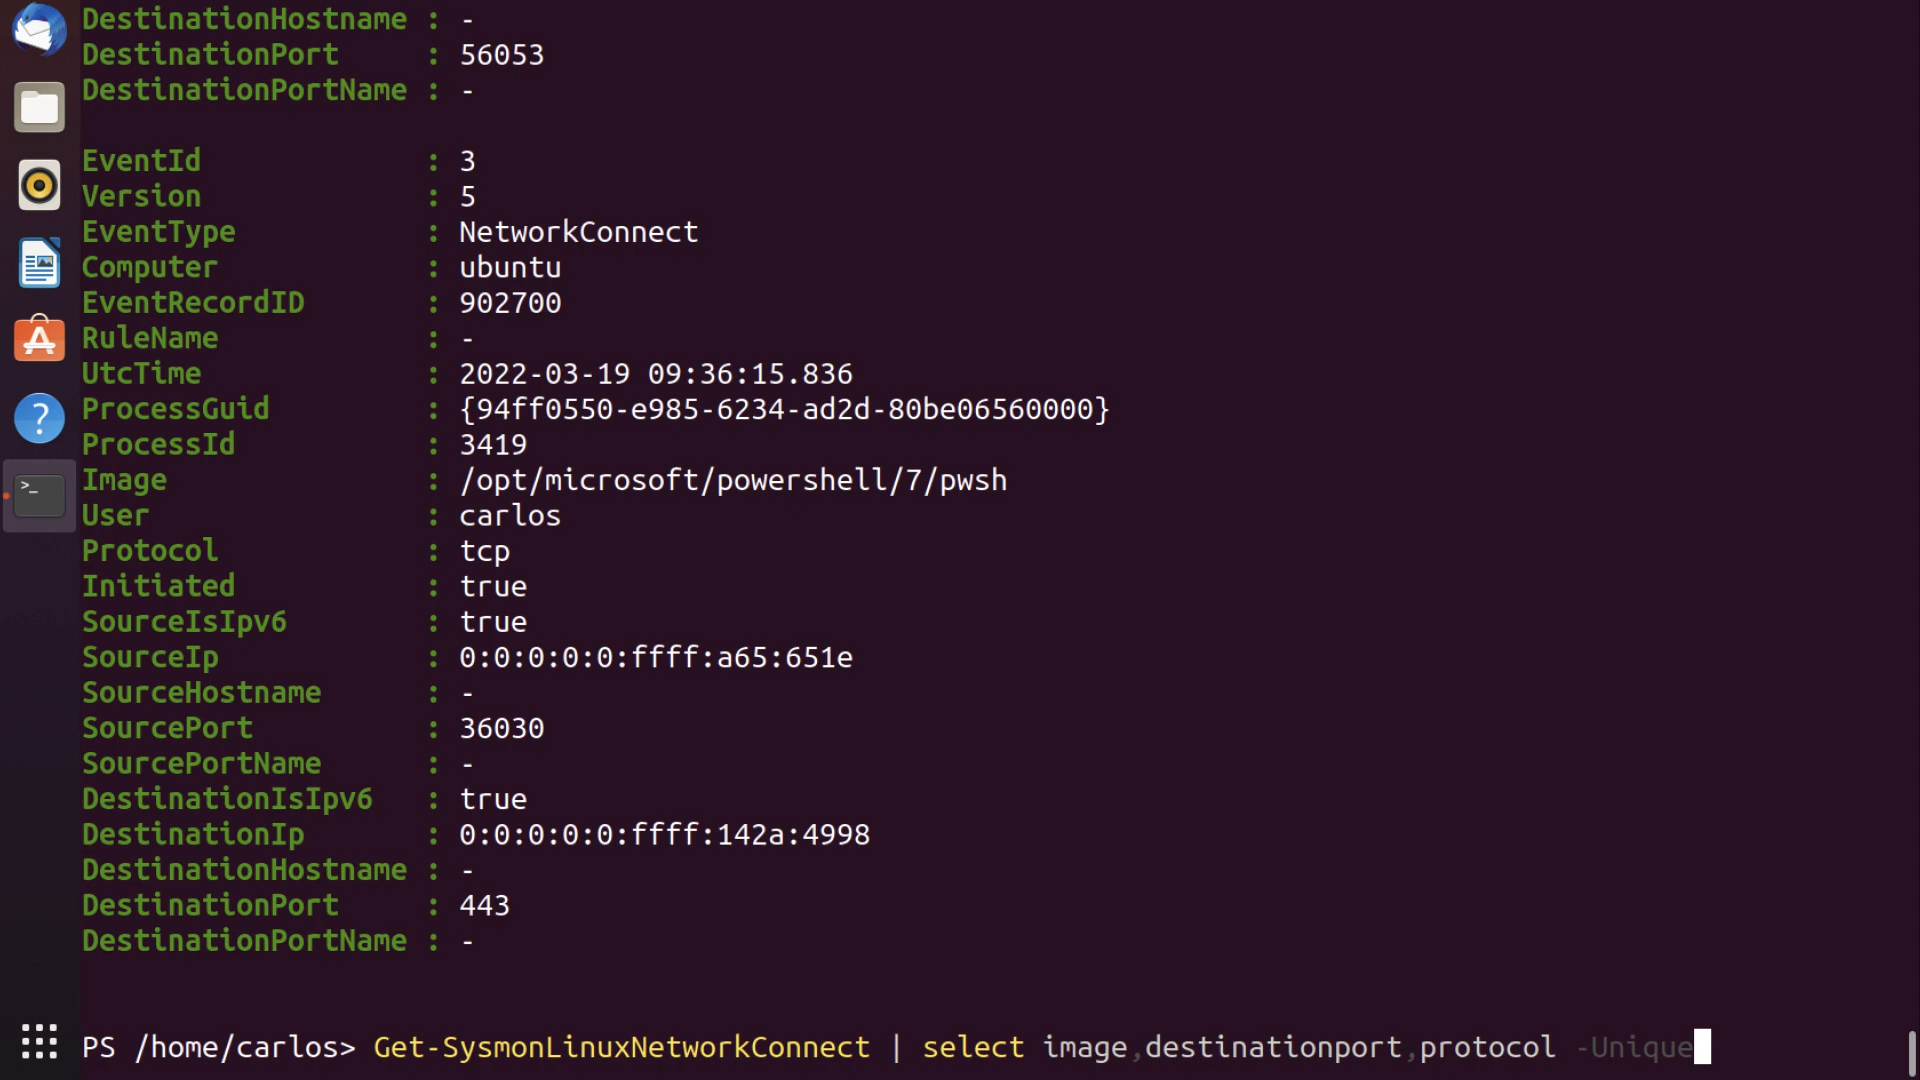 DestinationHostname : -
DestinationPort : 56053
DestinationPortName : -
EventId : 3
Version : 5
EventType : NetworkConnect
Computer : ubuntu
EventRecordID : 902700
RuleName : -
UtcTime : 2022-03-19 09:36:15.836
ProcessGuid : {94ff0550-e985-6234-ad2d-80be06560000}
ProcessId : 3419
Image : /opt/microsoft/powershell/7/pwsh
User : carlos
Protocol : tcp
Initiated : true
SourceIsIpv6 : true
SourceIp : 0:0:0:0:0:ffff:a65:651e
SourceHostname : -
SourcePort : 36030
SourcePortName : -
DestinationIsIpv6 : true
DestinationIp : 0:0:0:0:0:ffff:142a:4998
DestinationHostname : -
DestinationPort : 443
DestinationPortName : -
PS /home/carlos> Get-SysmonLinuxNetworkConnect | select image,destinationport,protocol -Unique